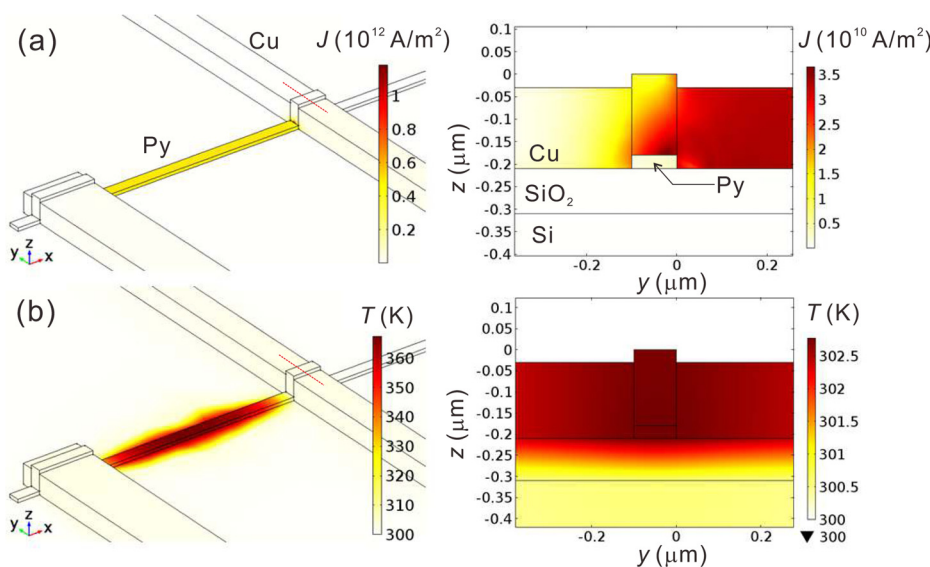 (a)
Cu
J (10¹² A/m²)
1
0.8
0.6
0.4
0.2
Py
z
y
x
J (10¹⁰ A/m²)
0.1
0.05
0
-0.05
-0.1
-0.15
-0.2
-0.25
-0.3
-0.35
-0.4
z (μm)
Cu
Py
SiO₂
Si
3.5
3
2.5
2
1.5
1
0.5
-0.2
0
0.2
y (μm)
(b)
T (K)
360
350
340
330
320
310
300
z
y
x
T (K)
0.1
0.05
0
-0.05
-0.1
-0.15
-0.2
-0.25
-0.3
-0.35
-0.4
z (μm)
302.5
302
301.5
301
300.5
300
▼ 300
-0.2
0
0.2
y (μm)